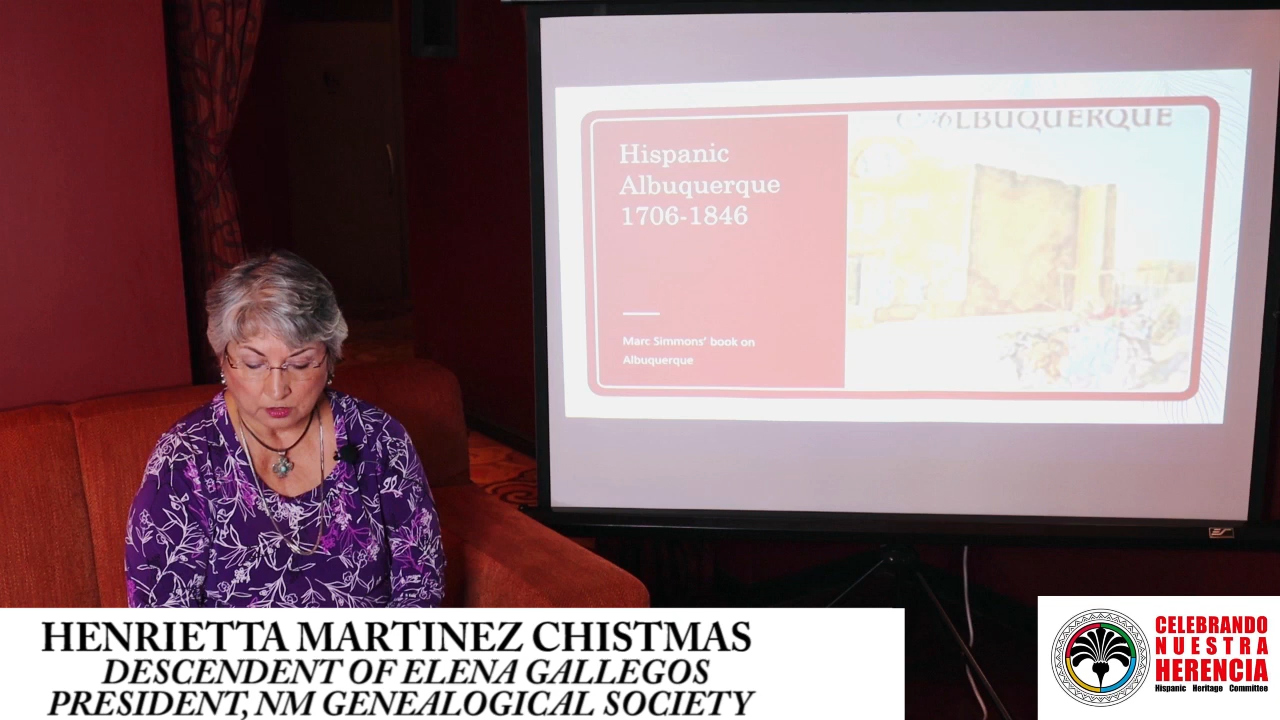 ALBUQUERQUE
Hispanic
Albuquerque
1706-1846
Marc Simmons' book on
Albuquerque
HENRIETTA MARTINEZ CHISTMAS
DESCENDENT OF ELENA GALLEGOS
PRESIDENT, NM GENEALOGICAL SOCIETY
CELEBRANDO
NUESTRA
HERENCIA
Hispanic Heritage Committee